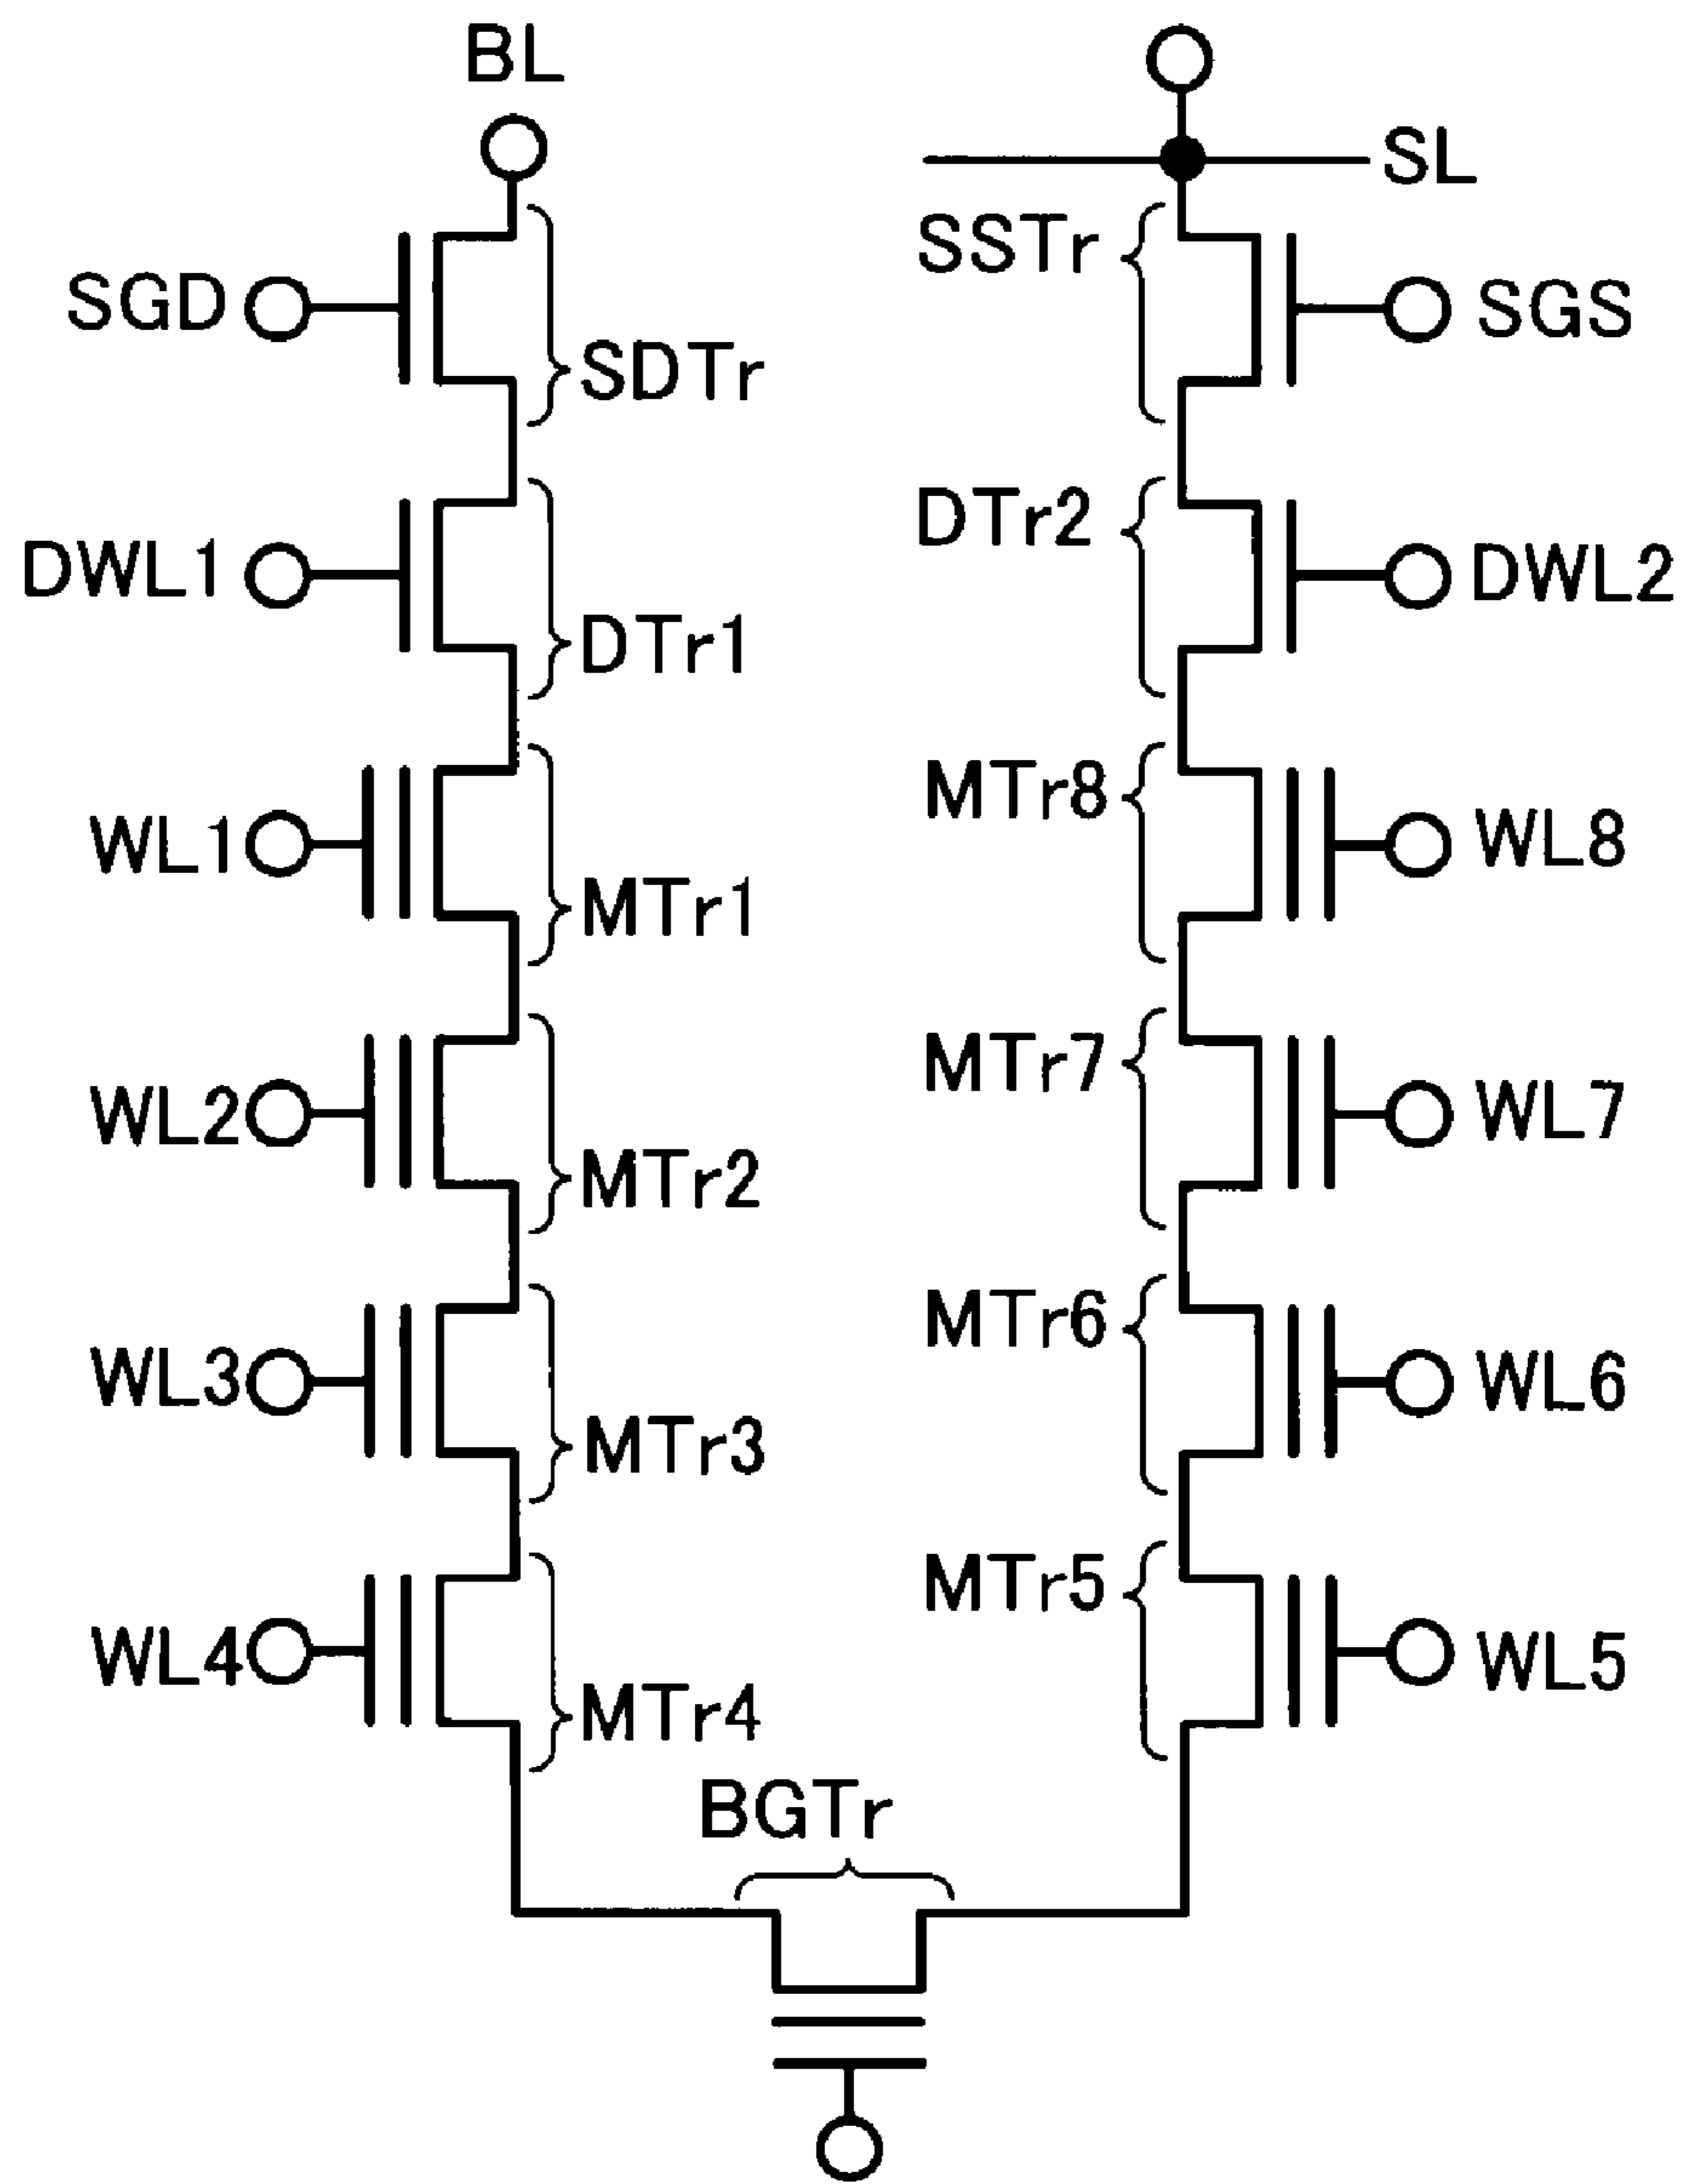 BL
SL
SSTr
SGD
SGS
SDTr
DTr2
DWL1
DWL2
DTr1
MTr8
WL1
WL8
MTr1
MTr7
WL2
WL7
MTr2
MTr6
WL3
WL6
MTr3
MTr5
WL4
WL5
MTr4
BGTr